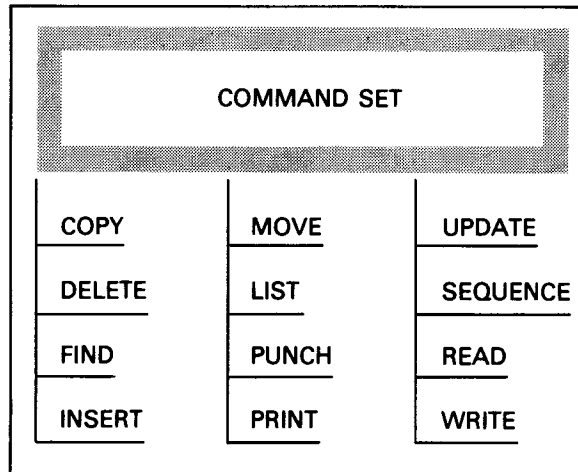 COMMAND SET
COPY
DELETE
FIND
INSERT
MOVE
LIST
PUNCH
PRINT
UPDATE
SEQUENCE
READ
WRITE